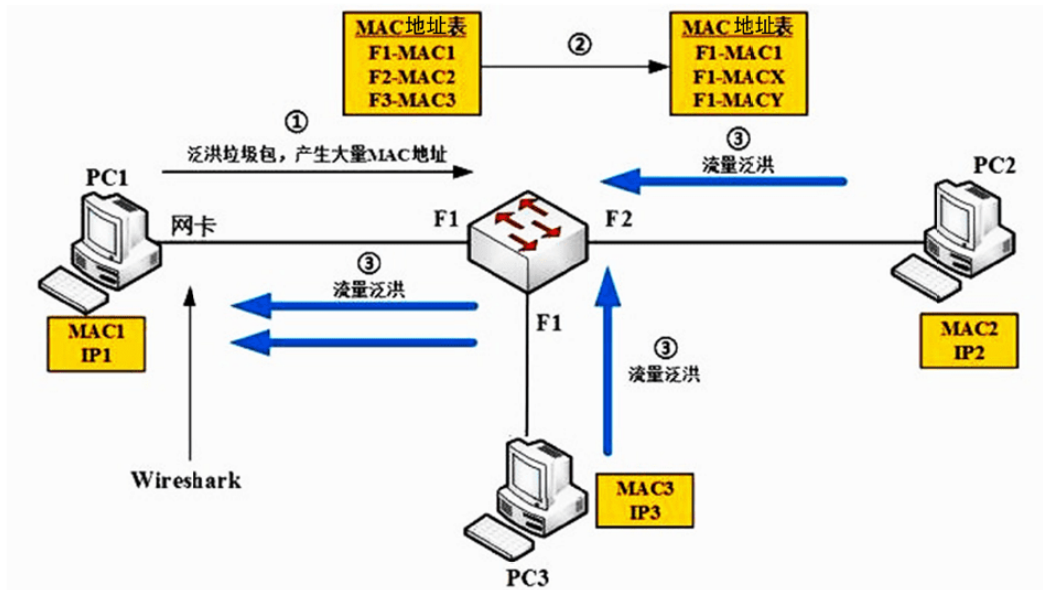 MAC地址表
F1-MAC1
F2-MAC2
F3-MAC3
②
MAC 地址表
F1-MAC1
F1-MACX
F1-MACY
①
泛洪垃圾包，产生大量MAC地址
③
流量泛洪
PC1
PC2
网卡
F1
F2
③
流量泛洪
MAC1
IP1
F1
③
流量泛洪
MAC2
IP2
Wireshark
MAC3
IP3
PC3